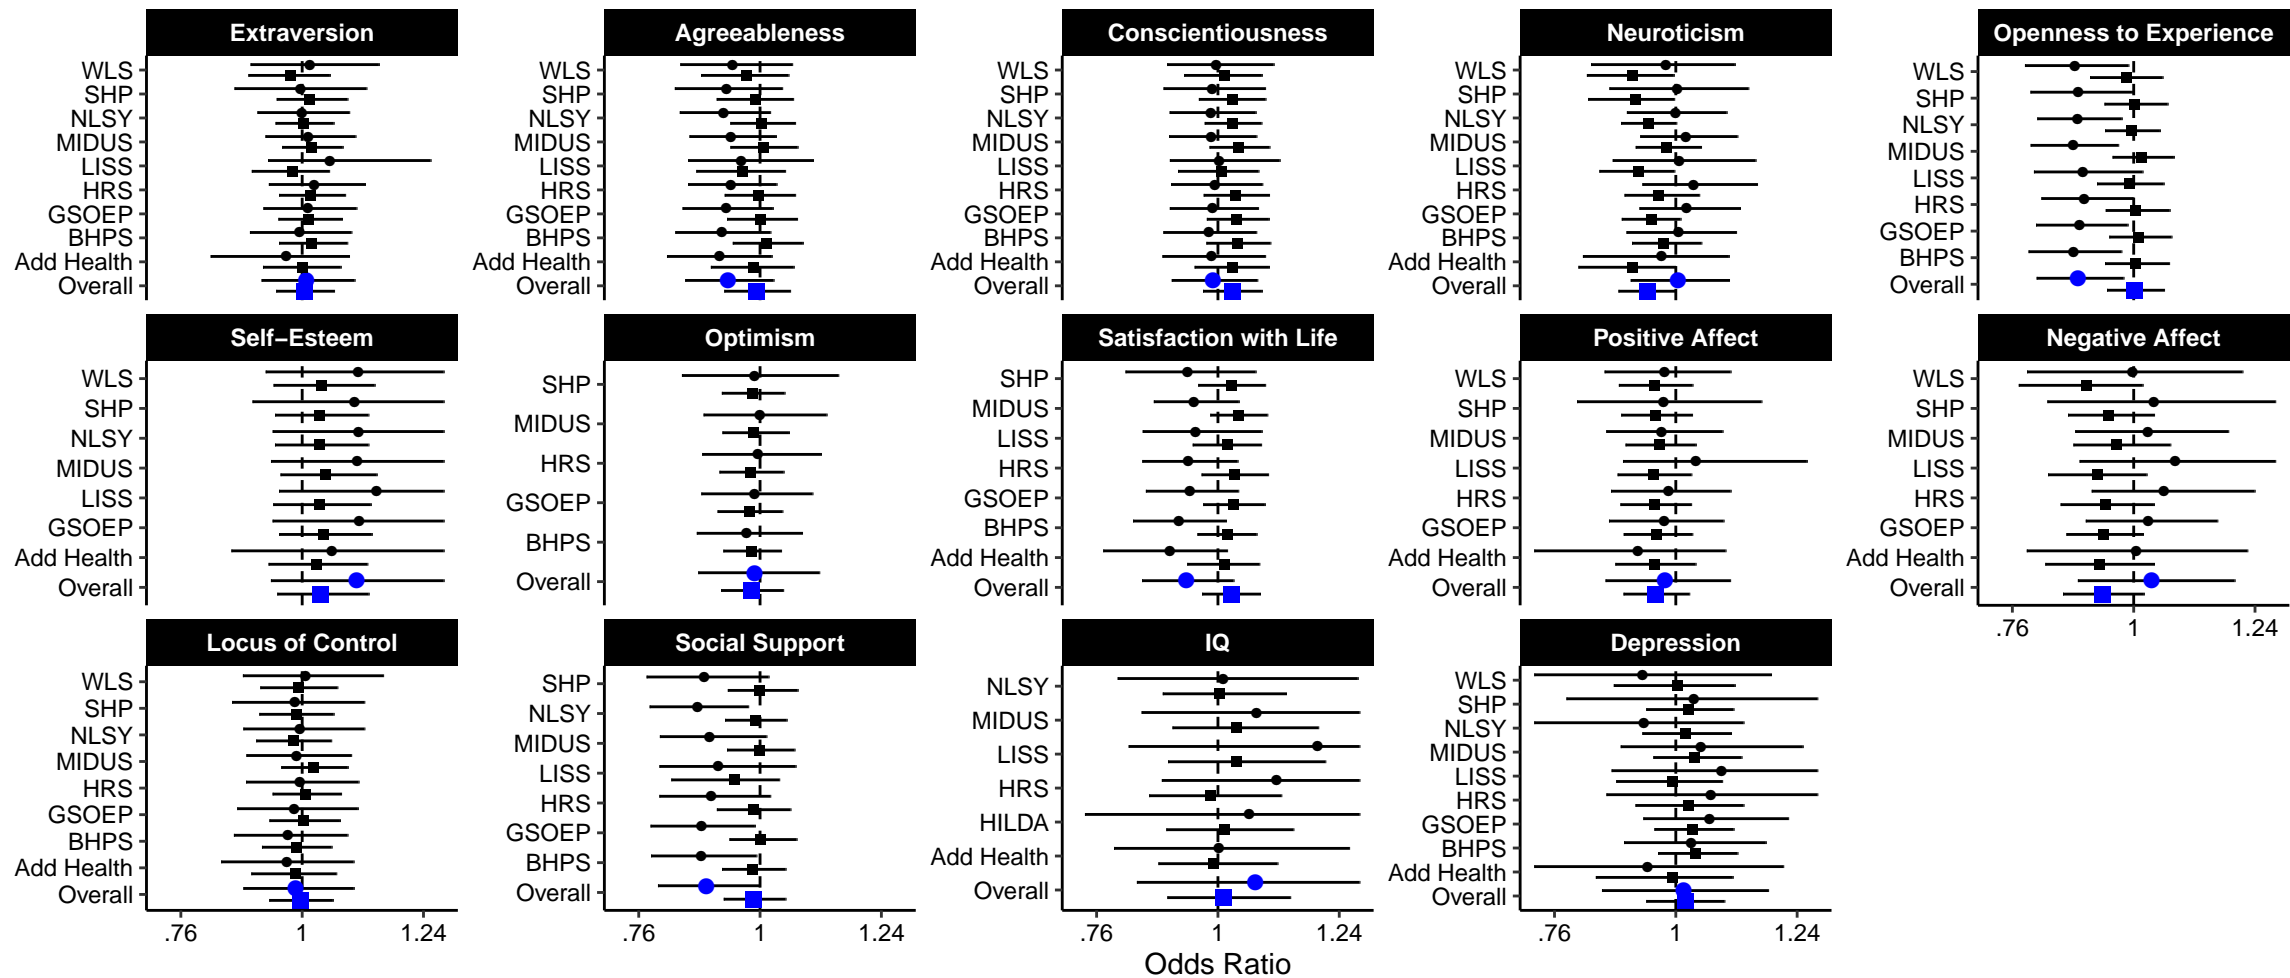 Extraversion
WLS
SHP
NLSY
MIDUS
LISS
HRS
GSOEP
BHPS
Add Health
Overall
Agreeableness
WLS
SHP
NLSY
MIDUS
LISS
HRS
GSOEP
BHPS
Add Health
Overall
Conscientiousness
WLS
SHP
NLSY
MIDUS
LISS
HRS
GSOEP
BHPS
Add Health
Overall
Neuroticism
WLS
SHP
NLSY
MIDUS
LISS
HRS
GSOEP
BHPS
Add Health
Overall
Openness to Experience
WLS
SHP
NLSY
MIDUS
LISS
HRS
GSOEP
BHPS
Overall
Self−Esteem
WLS
SHP
NLSY
MIDUS
LISS
GSOEP
Add Health
Overall
Optimism
SHP
MIDUS
HRS
GSOEP
BHPS
Overall
Satisfaction with Life
SHP
MIDUS
LISS
HRS
GSOEP
BHPS
Add Health
Overall
Positive Affect
WLS
SHP
MIDUS
LISS
HRS
GSOEP
Add Health
Overall
Negative Affect
WLS
SHP
MIDUS
LISS
HRS
GSOEP
Add Health
Overall
.76 1 1.24
Locus of Control
WLS
SHP
NLSY
MIDUS
HRS
GSOEP
BHPS
Add Health
Overall
.76 1 1.24
Social Support
SHP
NLSY
MIDUS
LISS
HRS
GSOEP
BHPS
Overall
.76 1 1.24
IQ
NLSY
MIDUS
LISS
HRS
HILDA
Add Health
Overall
.76 1 1.24
Depression
WLS
SHP
NLSY
MIDUS
LISS
HRS
GSOEP
BHPS
Add Health
Overall
.76 1 1.24
Odds Ratio